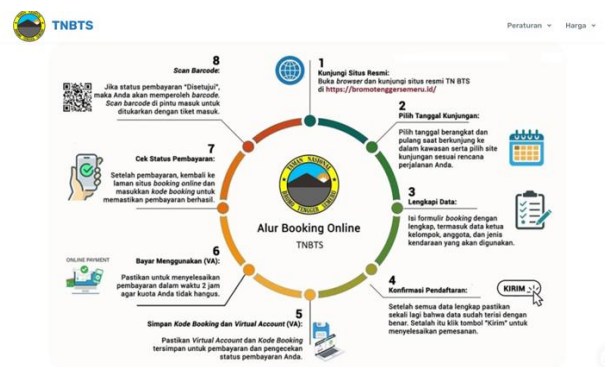 TNBTS
Peraturan
Harga
1
Kunjungi Situs Resmi:
Buka browser dan kunjungi situs resmi TN BTS
di https://bromotenggersemeru.id/
2
Pilih Tanggal Kunjungan:
Pilih tanggal berangkat dan
pulang saat berkunjung ke
dalam kawasan serta pilih site
kunjungan sesuai rencana
perjalanan Anda.
3
Lengkapi Data:
Isi formulir booking dengan
lengkap, termasuk data ketua
kelompok, anggota, dan jenis
kendaraan yang akan digunakan.
4
Konfirmasi Pendaftaran:
KIRIM
Setelah semua data lengkap pastikan
sekali lagi bahwa data sudah terisi dengan
benar. Setelah itu klik tombol "Kirim" untuk
menyelesaikan pemesanan.
5
Simpan Kode Booking dan Virtual Account (VA):
Pastikan Virtual Account dan Kode Booking
tersimpan untuk pembayaran dan pengecekan
status pembayaran Anda.
6
Bayar Menggunakan (VA):
ONLINE PAYMENT
Pastikan untuk menyelesaikan
pembayaran dalam waktu 2 jam
agar kuota Anda tidak hangus.
7
Cek Status Pembayaran:
Setelah pembayaran, kembali ke
laman situs booking online dan
masukkan kode booking untuk
memastikan pembayaran berhasil.
8
Scan Barcode:
Jika status pembayaran "Disetujui",
maka Anda akan memperoleh barcode.
Scan barcode di pintu masuk untuk
ditukarkan dengan tiket masuk.
TAMAN NASIONAL
BROMO TENGGER SEMERU
Alur Booking Online
TNBTS